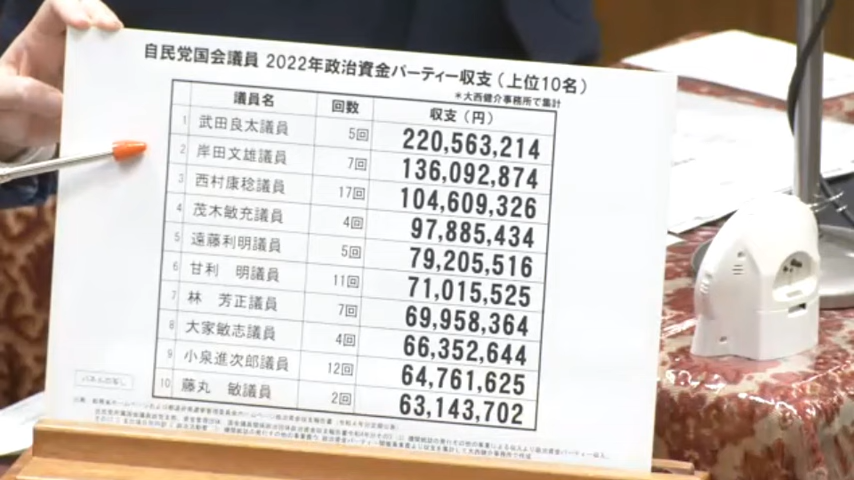 自民党国会議員 2022年政治資金パーティー収支(上位10名)
*大西健介事務所で集計
議員名 回数 収支(円)
1 武田良太議員 5回 220,563,214
2 岸田文雄議員 7回 136,092,874
3 西村康稔議員 17回 104,609,326
4 茂木敏充議員 4回 97,885,434
5 遠藤利明議員 5回 79,205,516
6 甘利 明議員 11回 71,015,525
7 林 芳正議員 7回 69,958,364
8 大家敏志議員 4回 66,352,644
9 小泉進次郎議員 12回 64,761,625
10 藤丸 敏議員 2回 63,143,702
パネルの写し